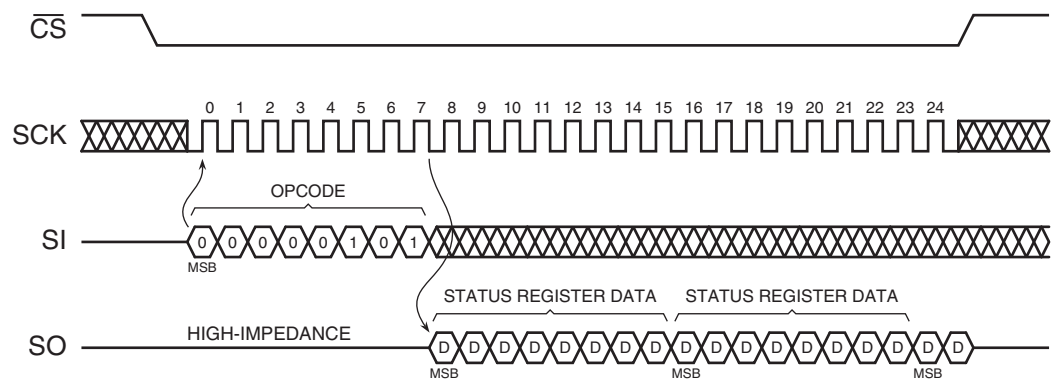 CS
0 1 2 3 4 5 6 7 8 9 10 11 12 13 14 15 16 17 18 19 20 21 22 23 24
SCK
OPCODE
SI
0 0 0 0 0 1 0 1
MSB
STATUS REGISTER DATA STATUS REGISTER DATA
HIGH-IMPEDANCE
SO
D D D D D D D D D D D D D D D D D D
MSB MSB MSB